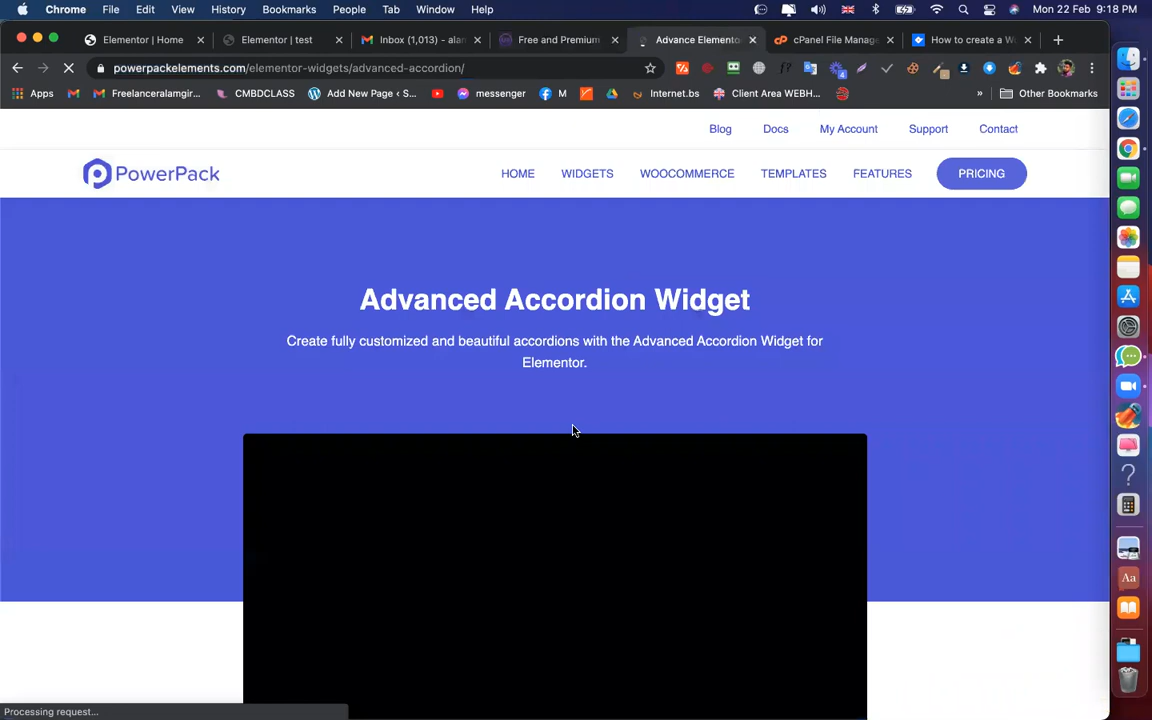 Chrome File Edit View History Bookmarks People Tab Window Help Mon 22 Feb 9:18 PM
Elementor | Home Elementor | test Inbox (1,013) - alan Free and Premium Advance Elemento cPanel File Manage How to create a W
powerpackelements.com/elementor-widgets/advanced-accordion/
Apps Freelanceralamgir... CMBDCLASS Add New Page ‹ S... messenger M Internet.bs Client Area WEBH... » Other Bookmarks
Blog Docs My Account Support Contact
PowerPack HOME WIDGETS WOOCOMMERCE TEMPLATES FEATURES PRICING
Advanced Accordion Widget
Create fully customized and beautiful accordions with the Advanced Accordion Widget for
Elementor.
Processing request...